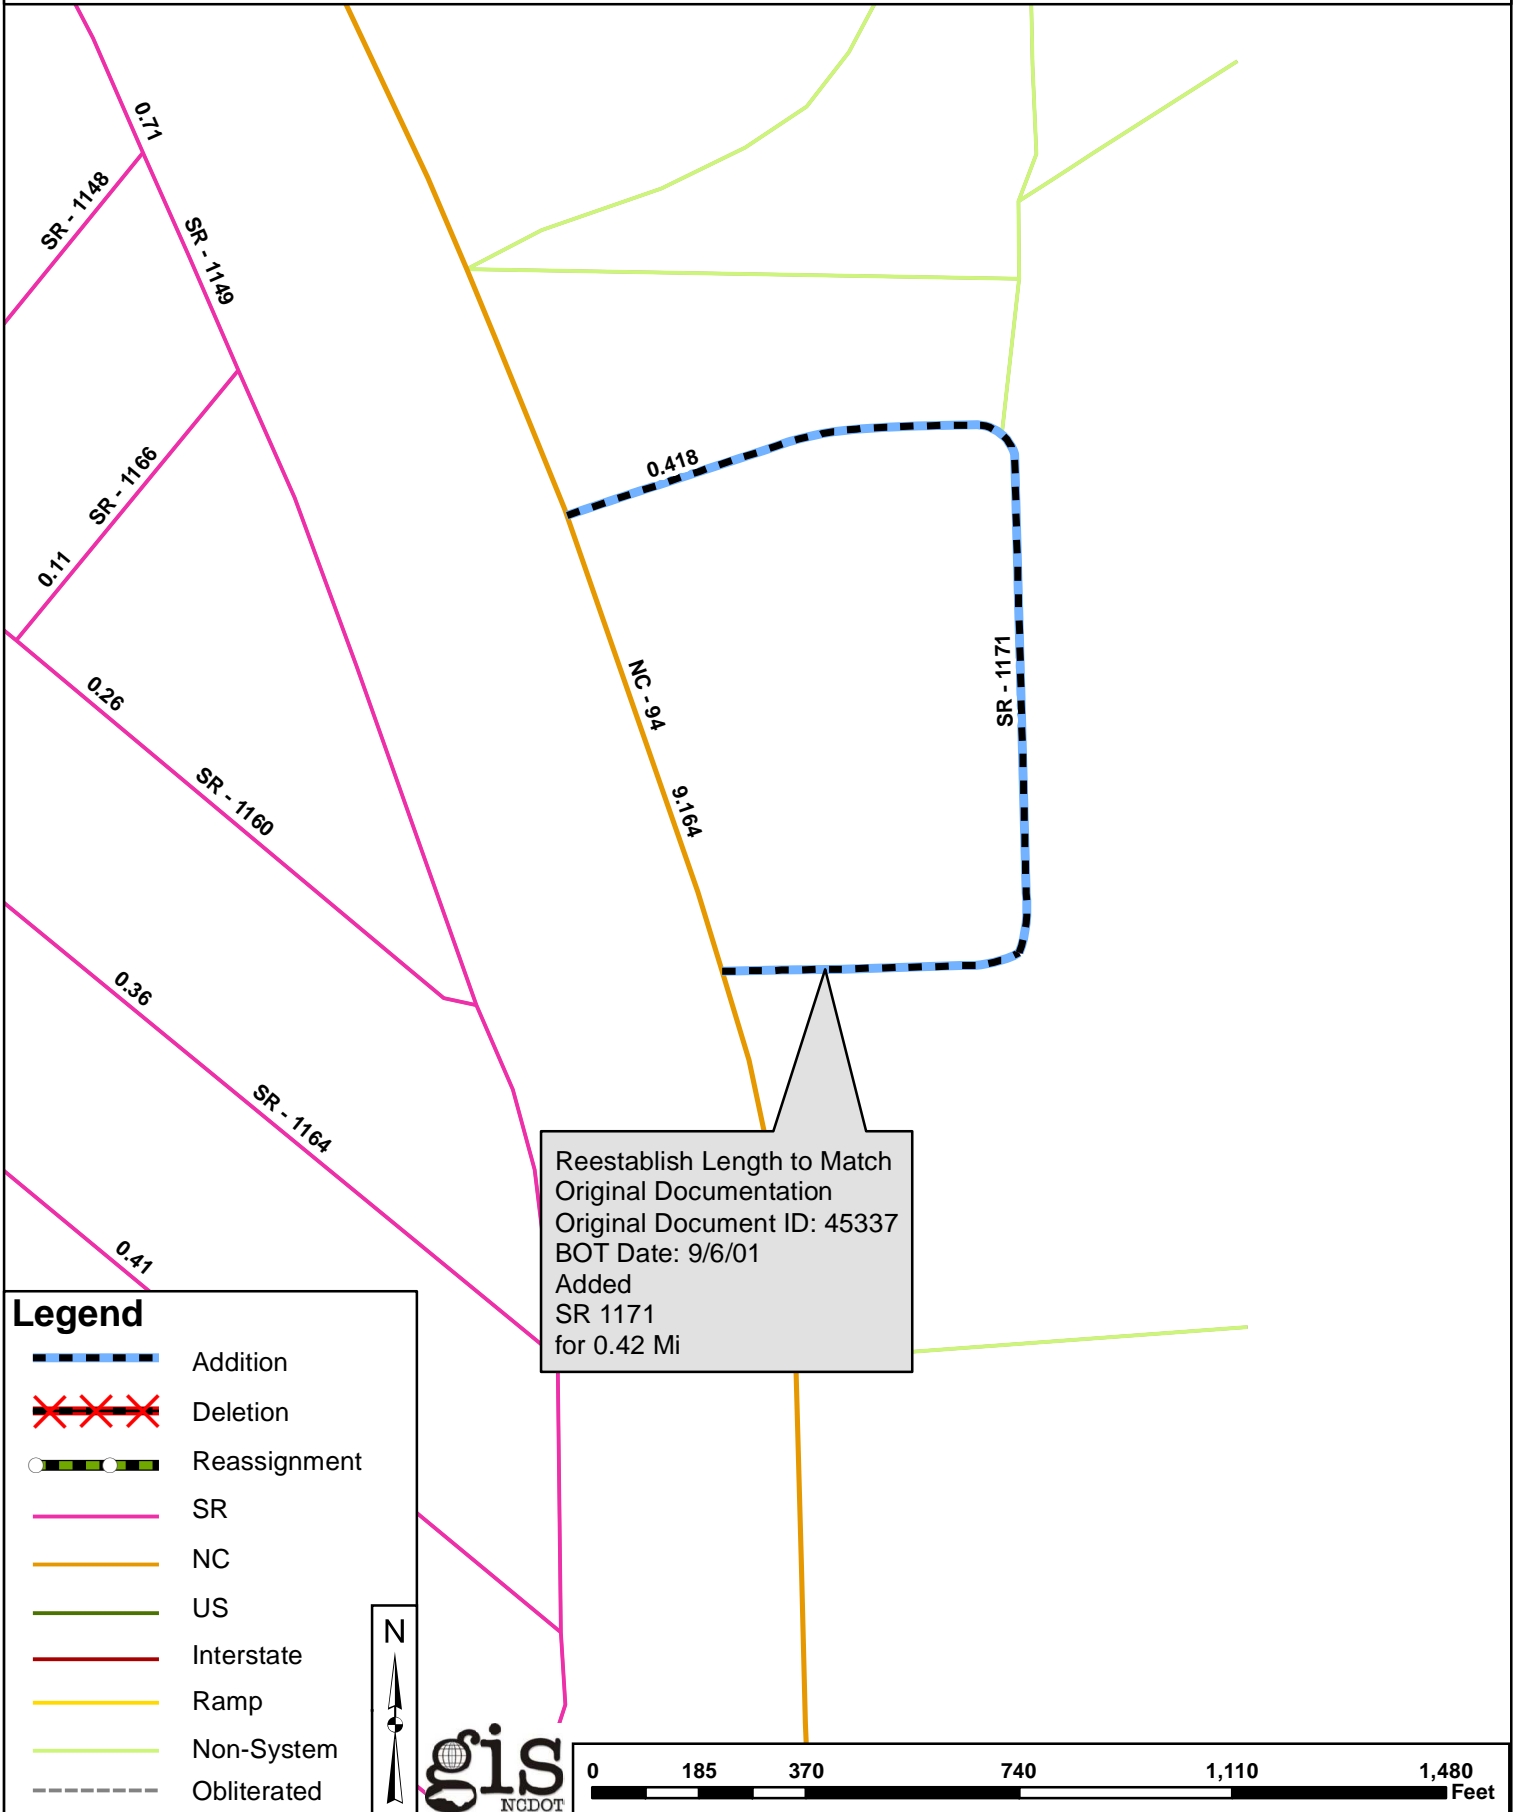 0.71
SR - 1148
SR - 1149
0.418
SR - 1166
0.11
SR - 1171
NC - 94
0.26
9.164
SR - 1160
0.36
SR - 1164
0.41
Reestablish Length to Match
Original Documentation
Original Document ID: 45337
BOT Date: 9/6/01
Added
SR 1171
for 0.42 Mi
Legend
Addition
Deletion
Reassignment
SR
NC
US
Interstate
Ramp
Non-System
Obliterated
N
gis
NCDOT
0 185 370 740 1,110 1,480
Feet